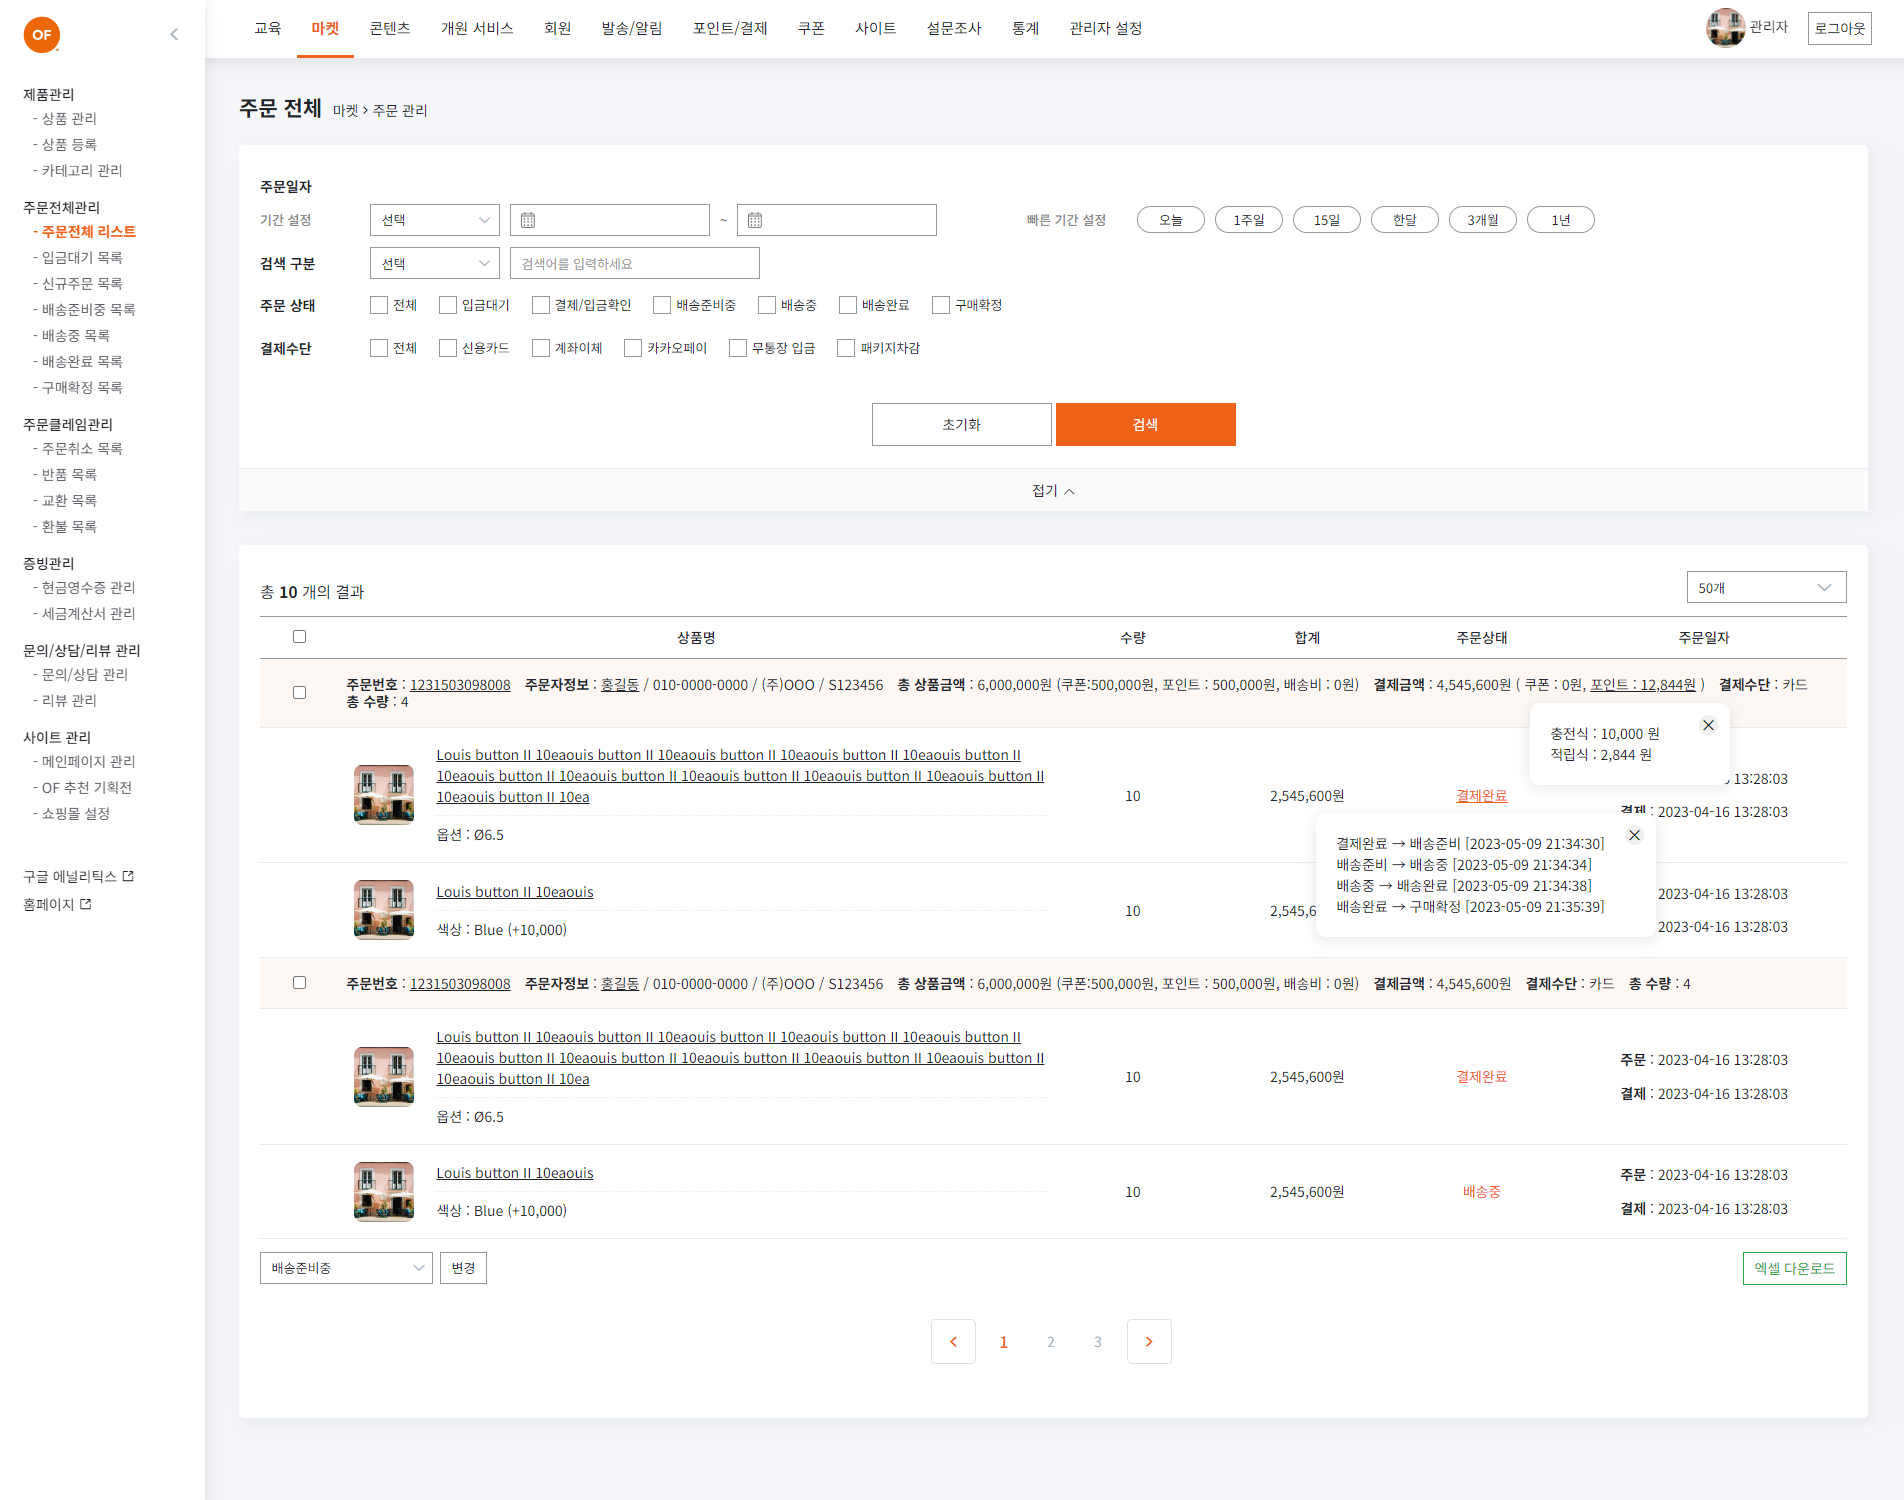 OF
교육 마켓 콘텐츠 개원 서비스 회원 발송/알림 포인트/결제 쿠폰 사이트 설문조사 통계 관리자 설정
관리자 로그아웃
제품관리
- 상품 관리
- 상품 등록
- 카테고리 관리
주문전체관리
- 주문전체 리스트
- 입금대기 목록
- 신규주문 목록
- 배송준비중 목록
- 배송중 목록
- 배송완료 목록
- 구매확정 목록
주문클레임관리
- 주문취소 목록
- 반품 목록
- 교환 목록
- 환불 목록
증빙관리
- 현금영수증 관리
- 세금계산서 관리
문의/상담/리뷰 관리
- 문의/상담 관리
- 리뷰 관리
사이트 관리
- 메인페이지 관리
- OF 추천 기획전
- 쇼핑몰 설정
구글 에널리틱스
홈페이지
주문 전체 마켓 > 주문 관리
주문일자
기간 설정 선택 ~ 빠른 기간 설정 오늘 1주일 15일 한달 3개월 1년
검색 구분 선택 검색어를 입력하세요
주문 상태 전체 입금대기 결제/입금확인 배송준비중 배송중 배송완료 구매확정
결제수단 전체 신용카드 계좌이체 카카오페이 무통장 입금 패키지차감
초기화 검색
접기
총 10 개의 결과 50개
상품명 수량 합계 주문상태 주문일자
주문번호 : 1231503098008 주문자정보 : 홍길동 / 010-0000-0000 / (주)OOO / S123456 총 상품금액 : 6,000,000원 (쿠폰:500,000원, 포인트 : 500,000원, 배송비 : 0원) 결제금액 : 4,545,600원 ( 쿠폰 : 0원, 포인트 : 12,844원 ) 결제수단 : 카드
총 수량 : 4
충전식 : 10,000 원
적립식 : 2,844 원
Louis button II 10eaouis button II 10eaouis button II 10eaouis button II 10eaouis button II
10eaouis button II 10eaouis button II 10eaouis button II 10eaouis button II 10eaouis button II
10eaouis button II 10ea
옵션 : Ø6.5
10 2,545,600원 결제완료
13:28:03
결제 : 2023-04-16 13:28:03
결제완료 → 배송준비 [2023-05-09 21:34:30]
배송준비 → 배송중 [2023-05-09 21:34:34]
배송중 → 배송완료 [2023-05-09 21:34:38]
배송완료 → 구매확정 [2023-05-09 21:35:39]
Louis button II 10eaouis
색상 : Blue (+10,000)
10 2,545,6
2023-04-16 13:28:03
2023-04-16 13:28:03
주문번호 : 1231503098008 주문자정보 : 홍길동 / 010-0000-0000 / (주)OOO / S123456 총 상품금액 : 6,000,000원 (쿠폰:500,000원, 포인트 : 500,000원, 배송비 : 0원) 결제금액 : 4,545,600원 결제수단 : 카드 총 수량 : 4
Louis button II 10eaouis button II 10eaouis button II 10eaouis button II 10eaouis button II
10eaouis button II 10eaouis button II 10eaouis button II 10eaouis button II 10eaouis button II
10eaouis button II 10ea
옵션 : Ø6.5
10 2,545,600원 결제완료
주문 : 2023-04-16 13:28:03
결제 : 2023-04-16 13:28:03
Louis button II 10eaouis
색상 : Blue (+10,000)
10 2,545,600원 배송중
주문 : 2023-04-16 13:28:03
결제 : 2023-04-16 13:28:03
배송준비중 변경 엑셀 다운로드
1 2 3